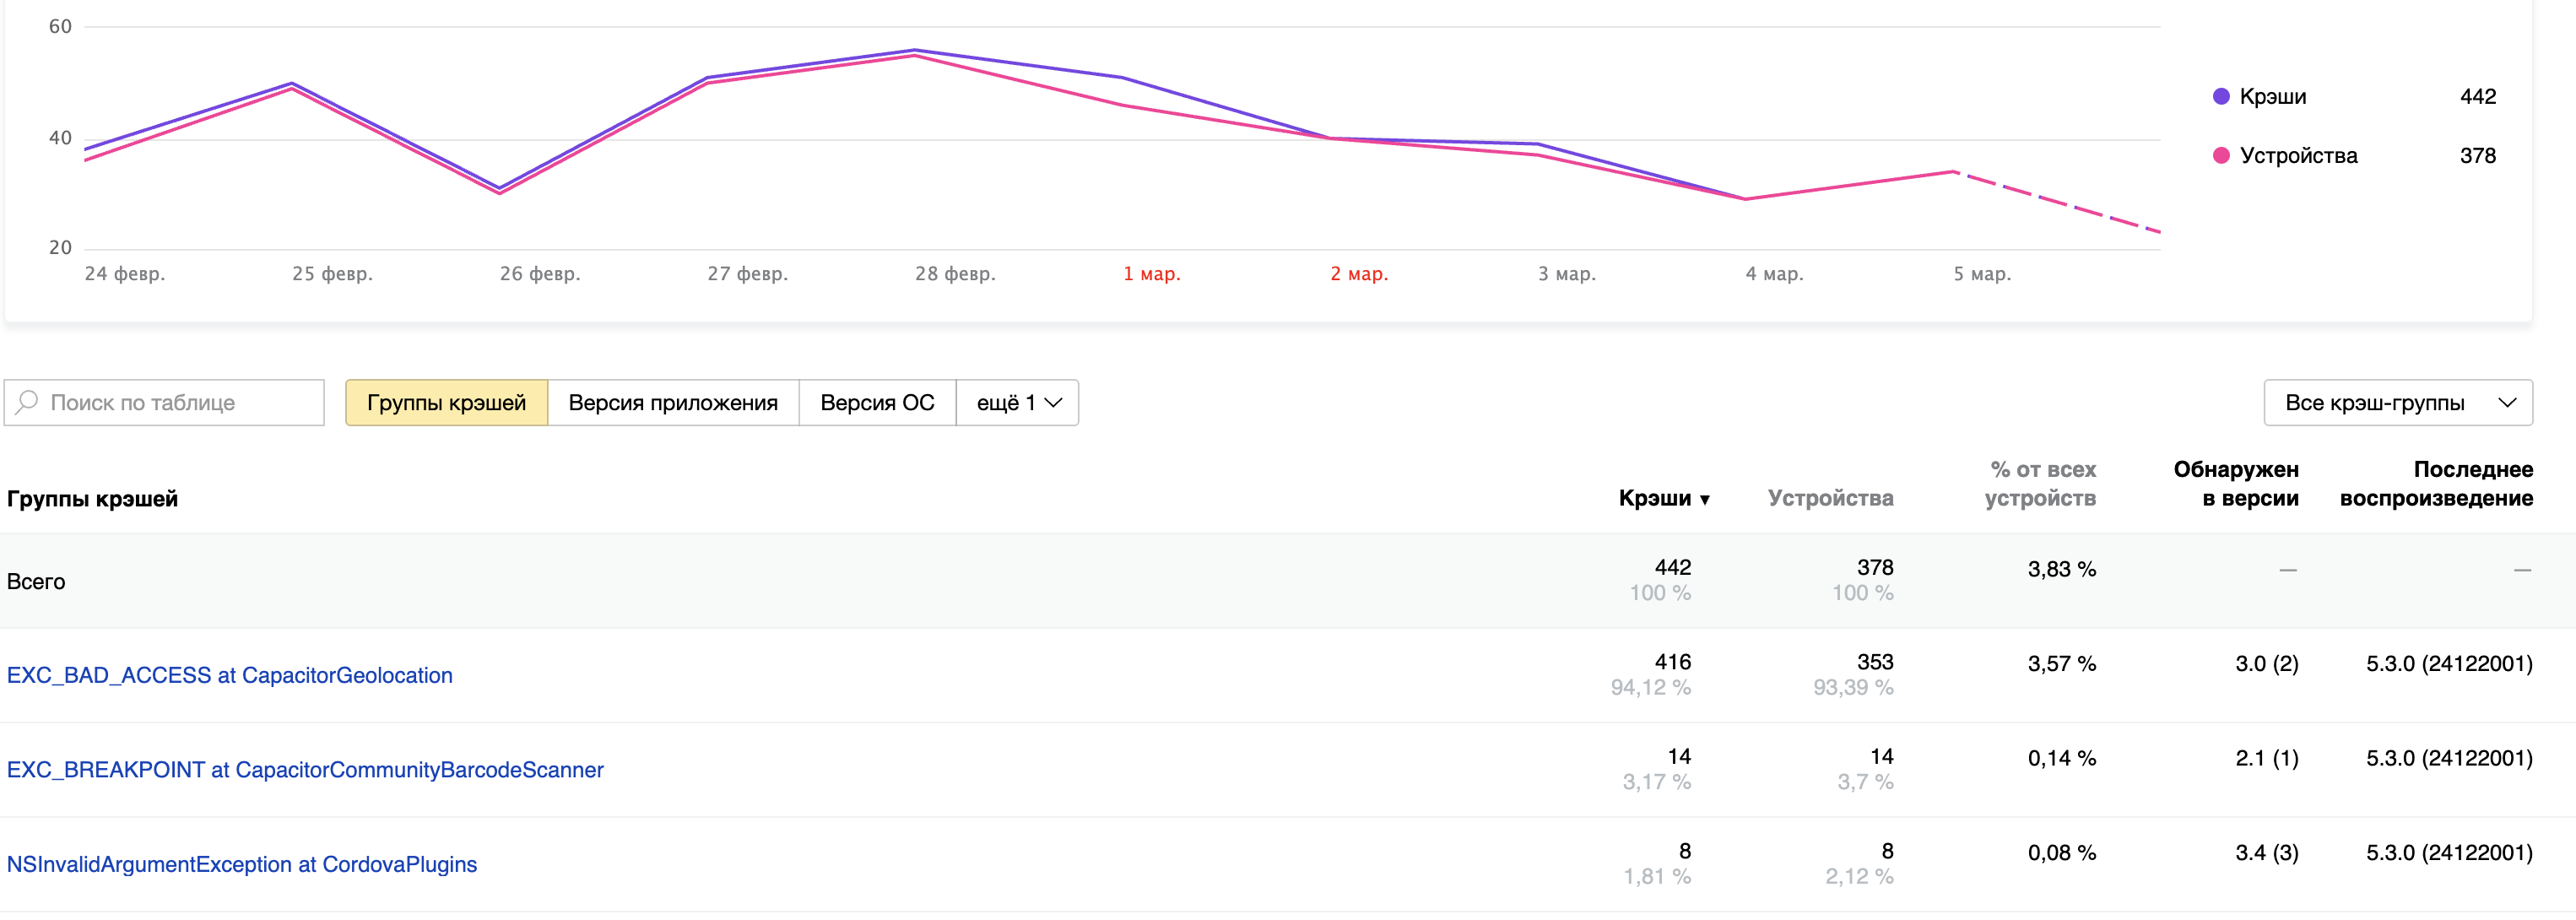 60
40
20
24 февр. 25 февр. 26 февр. 27 февр. 28 февр. 1 мар. 2 мар. 3 мар. 4 мар. 5 мар.
Крэши 442
Устройства 378
Поиск по таблице Группы крэшей Версия приложения Версия ОС ещё 1 Все крэш-группы
Группы крэшей Крэши ▼ Устройства % от всех устройств Обнаружен в версии Последнее воспроизведение
Всего 442 378 3,83 % — —
100 % 100 %
EXC_BAD_ACCESS at CapacitorGeolocation 416 353 3,57 % 3.0 (2) 5.3.0 (24122001)
94,12 % 93,39 %
EXC_BREAKPOINT at CapacitorCommunityBarcodeScanner 14 14 0,14 % 2.1 (1) 5.3.0 (24122001)
3,17 % 3,7 %
NSInvalidArgumentException at CordovaPlugins 8 8 0,08 % 3.4 (3) 5.3.0 (24122001)
1,81 % 2,12 %